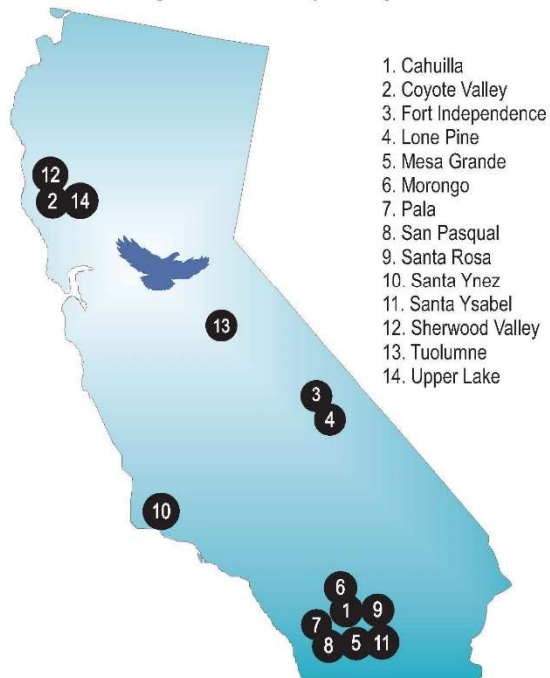 1. Cahuilla
2. Coyote Valley
3. Fort Independence
4. Lone Pine
5. Mesa Grande
6. Morongo
7. Pala
8. San Pasqual
9. Santa Rosa
10. Santa Ynez
11. Santa Ysabel
12. Sherwood Valley
13. Tuolumne
14. Upper Lake
12
2 14
13
3
4
10
6
1 9
7
8 5 11